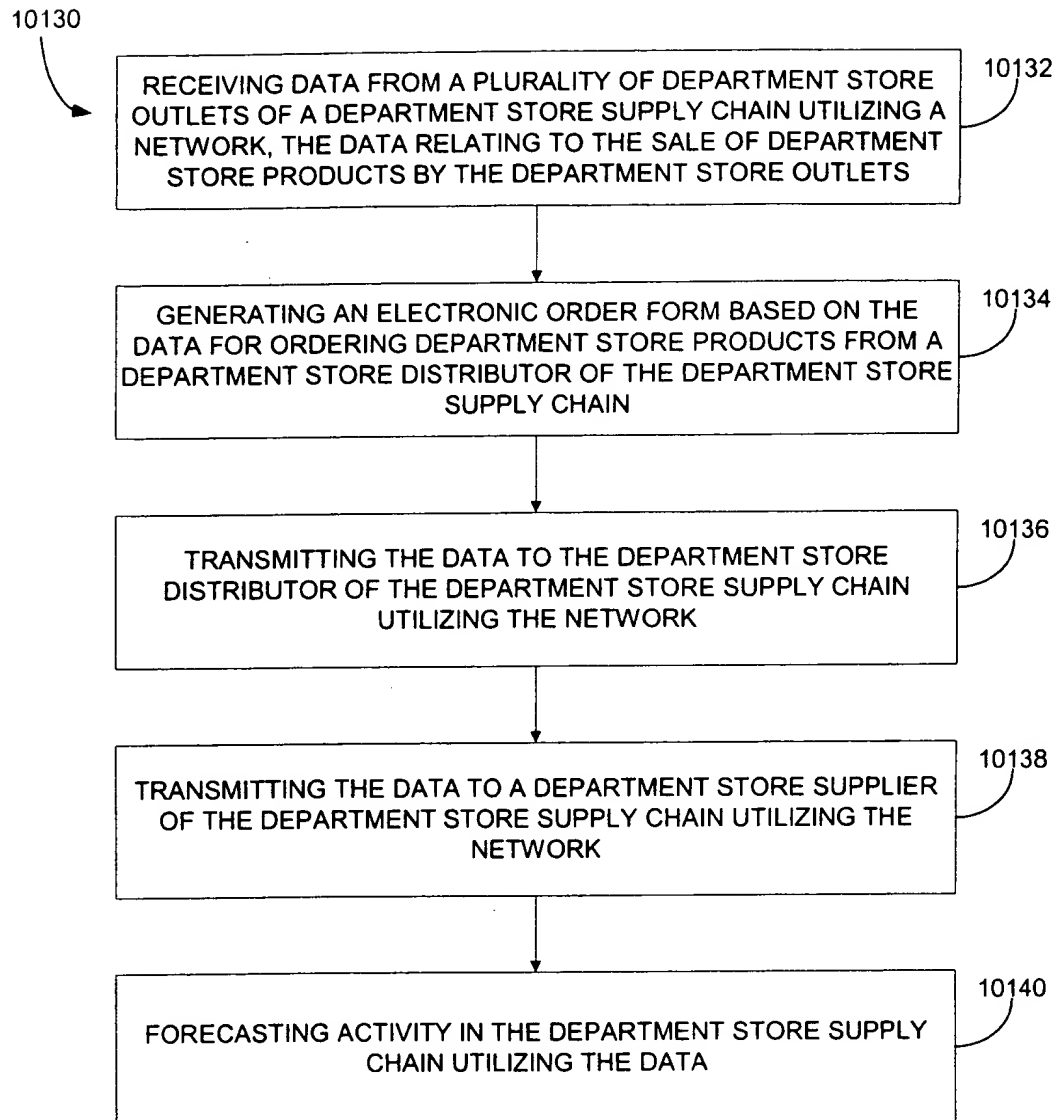 10130
RECEIVING DATA FROM A PLURALITY OF DEPARTMENT STORE
OUTLETS OF A DEPARTMENT STORE SUPPLY CHAIN UTILIZING A
NETWORK, THE DATA RELATING TO THE SALE OF DEPARTMENT
STORE PRODUCTS BY THE DEPARTMENT STORE OUTLETS
10132
GENERATING AN ELECTRONIC ORDER FORM BASED ON THE
DATA FOR ORDERING DEPARTMENT STORE PRODUCTS FROM A
DEPARTMENT STORE DISTRIBUTOR OF THE DEPARTMENT STORE
SUPPLY CHAIN
10134
TRANSMITTING THE DATA TO THE DEPARTMENT STORE
DISTRIBUTOR OF THE DEPARTMENT STORE SUPPLY CHAIN
UTILIZING THE NETWORK
10136
TRANSMITTING THE DATA TO A DEPARTMENT STORE SUPPLIER
OF THE DEPARTMENT STORE SUPPLY CHAIN UTILIZING THE
NETWORK
10138
FORECASTING ACTIVITY IN THE DEPARTMENT STORE SUPPLY
CHAIN UTILIZING THE DATA
10140